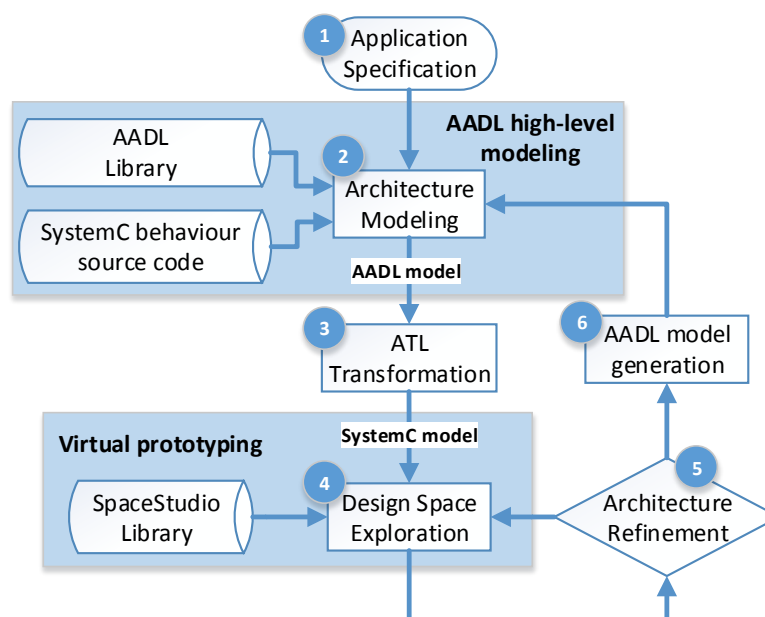 1
Application
Specification
AADL high-level
modeling
AADL
Library
2
Architecture
Modeling
SystemC behaviour
source code
AADL model
3
ATL
Transformation
6
AADL model
generation
SystemC model
Virtual prototyping
4
Design Space
Exploration
SpaceStudio
Library
5
Architecture
Refinement